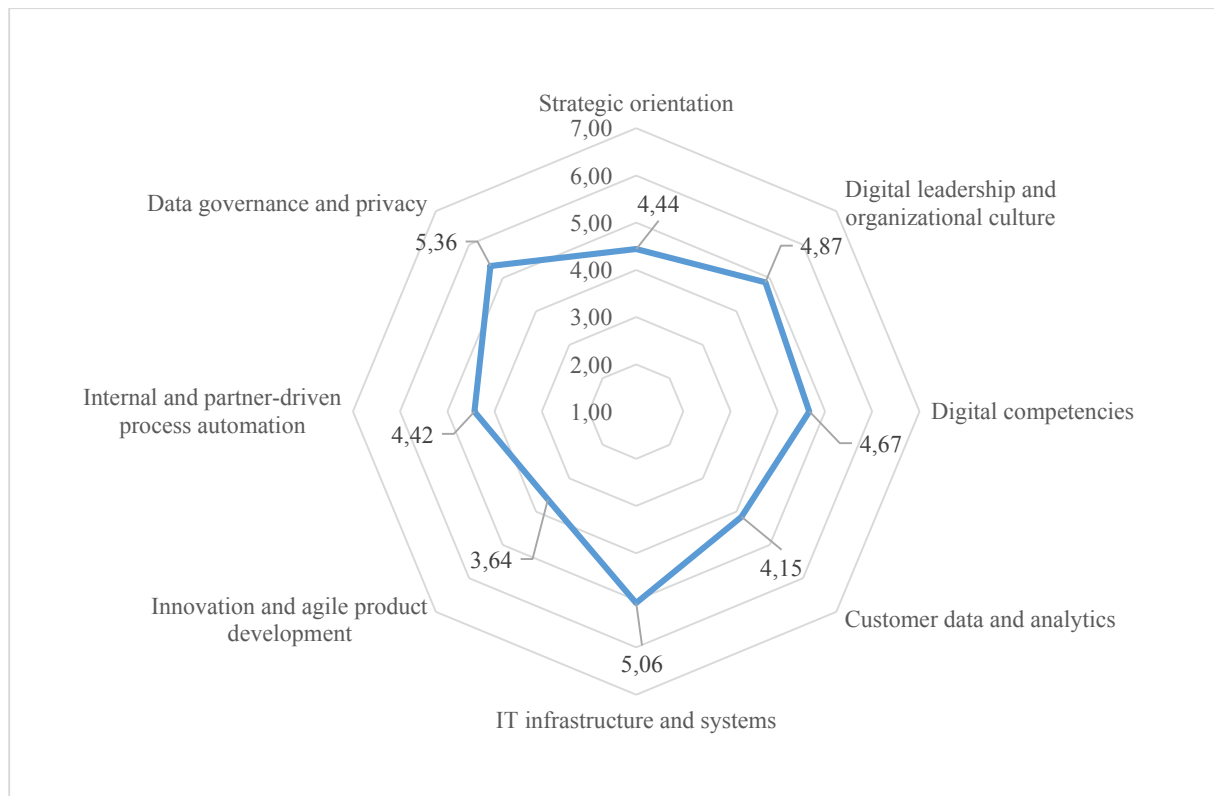 Strategic orientation
7,00
6,00
5,00
4,00
3,00
2,00
1,00
4,44
Digital leadership and
organizational culture
4,87
Digital competencies
4,67
Customer data and analytics
4,15
IT infrastructure and systems
5,06
Innovation and agile product
development
3,64
Internal and partner-driven
process automation
4,42
Data governance and privacy
5,36